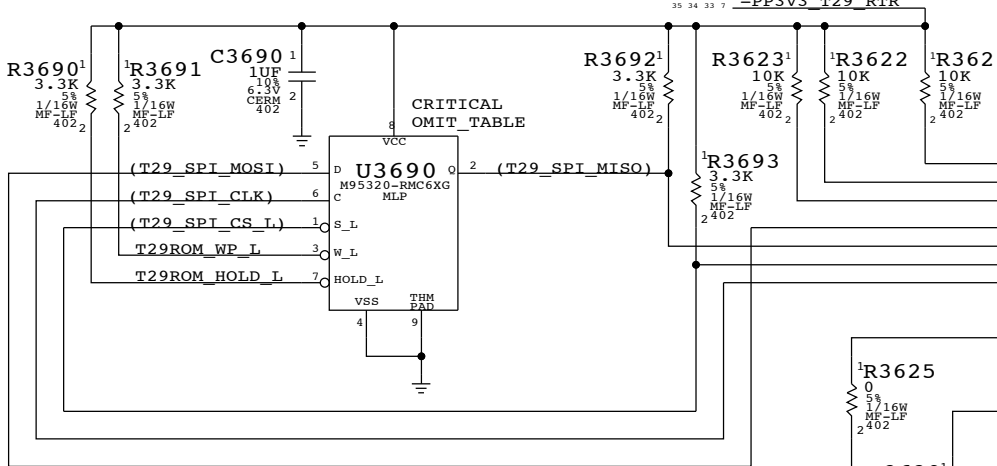 35 34 33 7 =PP3V3_T29_RTR
R3690 1
3.3K
5%
1/16W
MF-LF
402
2
1 R3691
3.3K
5%
1/16W
MF-LF
402
2
C3690 1
1UF
10%
6.3V
CERM
402
2
R3692 1
3.3K
5%
1/16W
MF-LF
402
2
R3623 1
10K
5%
1/16W
MF-LF
402
2
1 R3622
10K
5%
1/16W
MF-LF
402
2
1 R362
10K
5%
1/16W
MF-LF
402
2
CRITICAL
OMIT_TABLE
8
VCC
(T29_SPI_MOSI) 5 D
U3690
M95320-RMC6XG
MLP
Q 2 (T29_SPI_MISO)
(T29_SPI_CLK) 6 C
(T29_SPI_CS_L) 1 S_L
T29ROM_WP_L 3 W_L
T29ROM_HOLD_L 7 HOLD_L
VSS
THM
PAD
4 9
1 R3693
3.3K
5%
1/16W
MF-LF
402
2
1 R3625
0
5%
1/16W
MF-LF
402
2
1